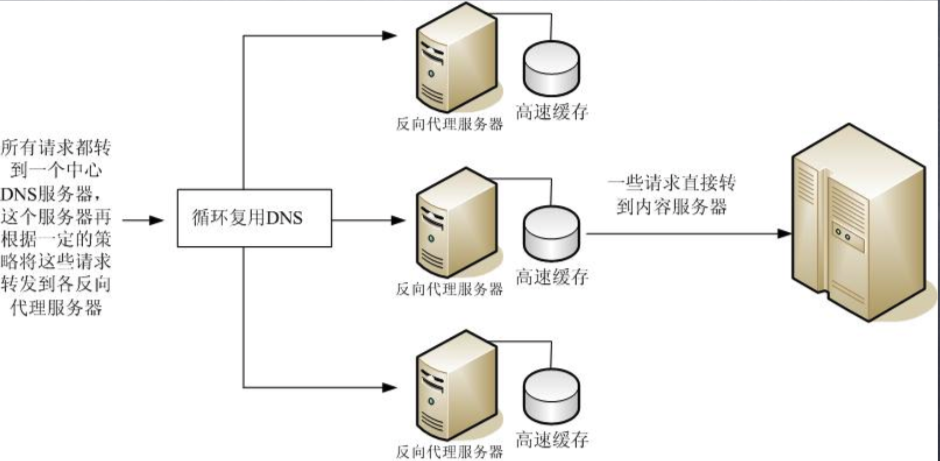 所有请求都转
到一个中心
DNS服务器，
这个服务器再
根据一定的策
略将这些请求
转发到各反向
代理服务器
循环复用DNS
反向代理服务器
高速缓存
反向代理服务器
高速缓存
反向代理服务器
高速缓存
一些请求直接转
到内容服务器